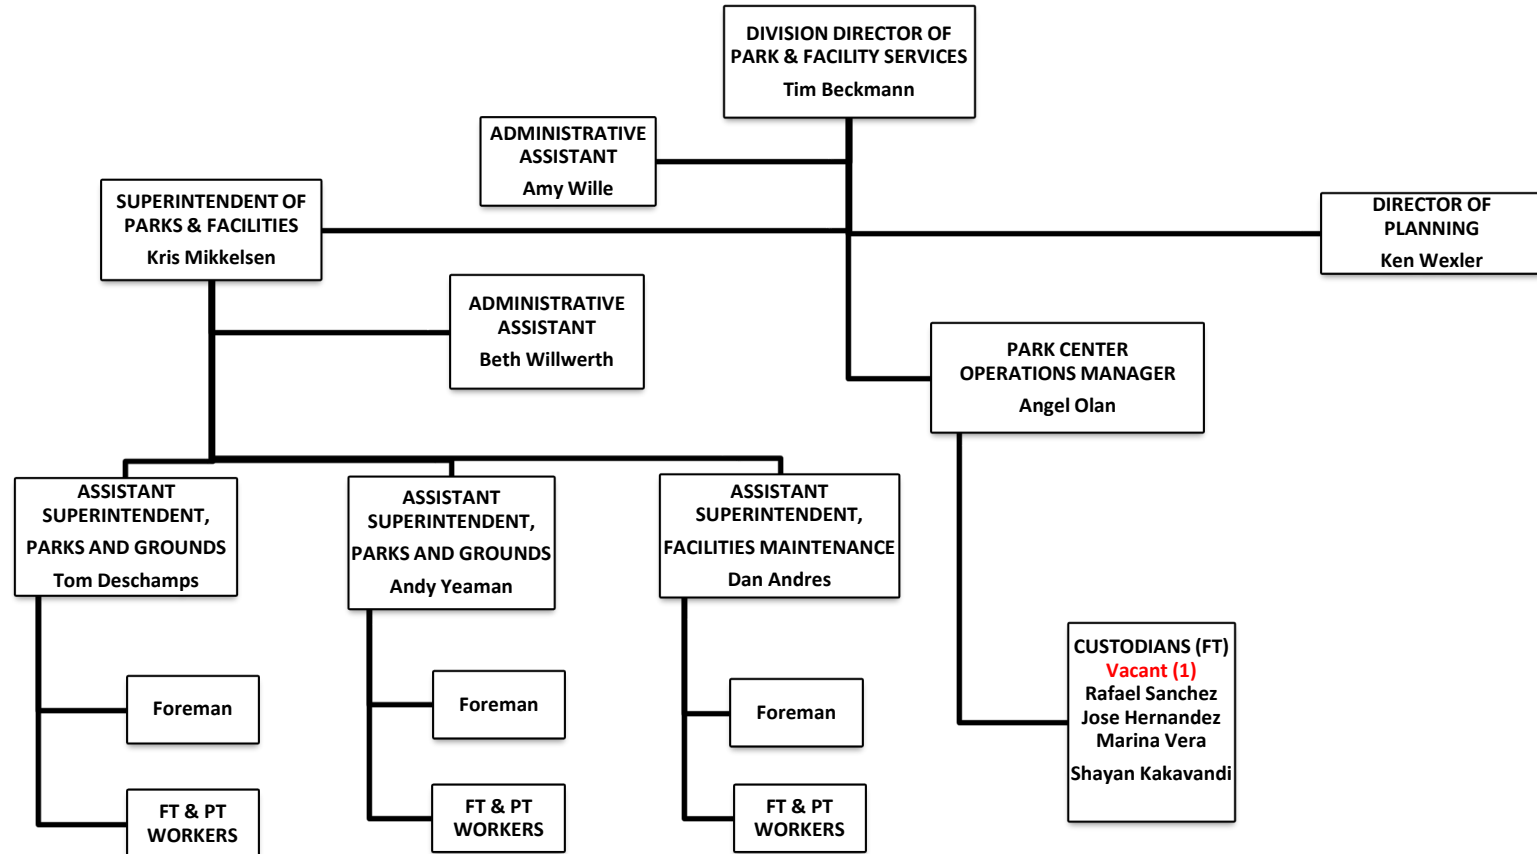 DIVISION DIRECTOR OF
PARK & FACILITY SERVICES
Tim Beckmann
ADMINISTRATIVE
ASSISTANT
Amy Wille
SUPERINTENDENT OF
PARKS & FACILITIES
Kris Mikkelsen
DIRECTOR OF
PLANNING
Ken Wexler
ADMINISTRATIVE
ASSISTANT
Beth Willwerth
PARK CENTER
OPERATIONS MANAGER
Angel Olan
ASSISTANT
SUPERINTENDENT,
PARKS AND GROUNDS
Tom Deschamps
ASSISTANT
SUPERINTENDENT,
PARKS AND GROUNDS
Andy Yeaman
ASSISTANT
SUPERINTENDENT,
FACILITIES MAINTENANCE
Dan Andres
CUSTODIANS (FT)
Vacant (1)
Rafael Sanchez
Jose Hernandez
Marina Vera
Shayan Kakavandi
Foreman
Foreman
Foreman
FT & PT
WORKERS
FT & PT
WORKERS
FT & PT
WORKERS